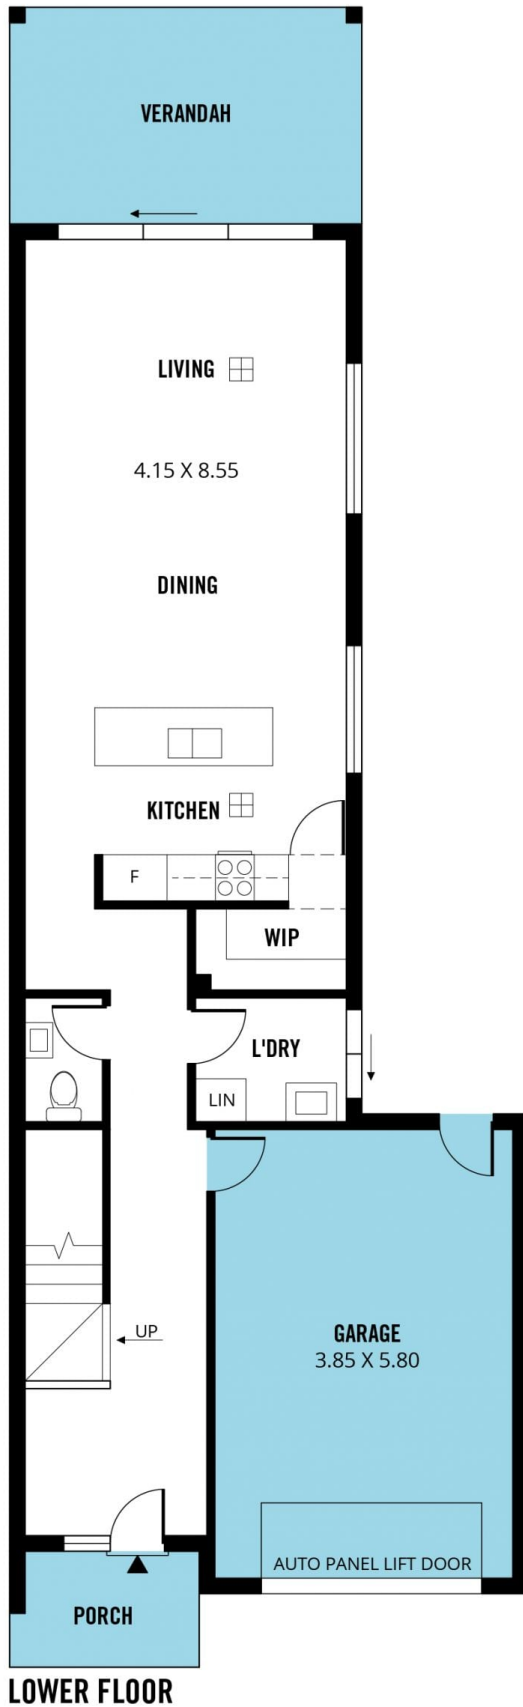 VERANDAH
LIVING
4.15 X 8.55
DINING
KITCHEN
F
WIP
L'DRY
LIN
UP
GARAGE
3.85 X 5.80
AUTO PANEL LIFT DOOR
PORCH
LOWER FLOOR